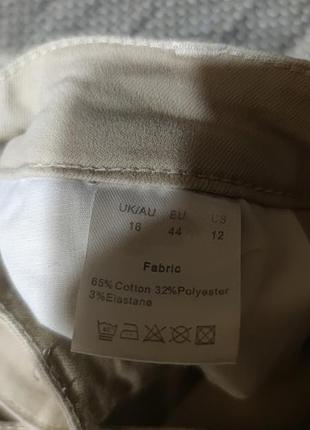 UK/AU EU US
16 44 12
Fabric
65% Cotton 32%Polyester
3%Elastane